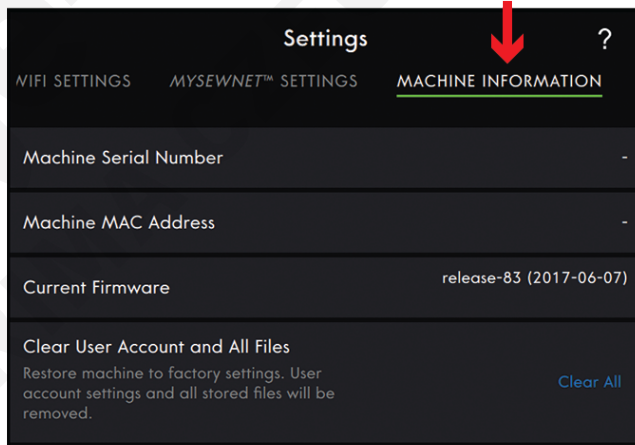 Settings
?
WIFI SETTINGS
MYSEWNET™ SETTINGS
MACHINE INFORMATION
Machine Serial Number
-
Machine MAC Address
-
Current Firmware
release-83 (2017-06-07)
Clear User Account and All Files
Restore machine to factory settings. User
account settings and all stored files will be
removed.
Clear All